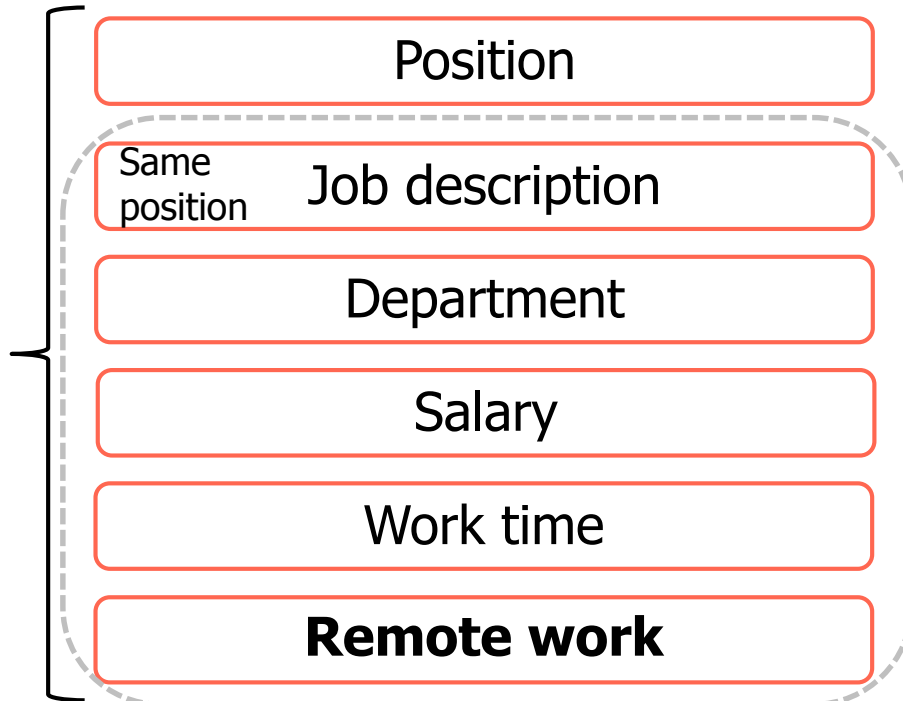 Position
Same
position
Job description
Department
Salary
Work time
Remote work